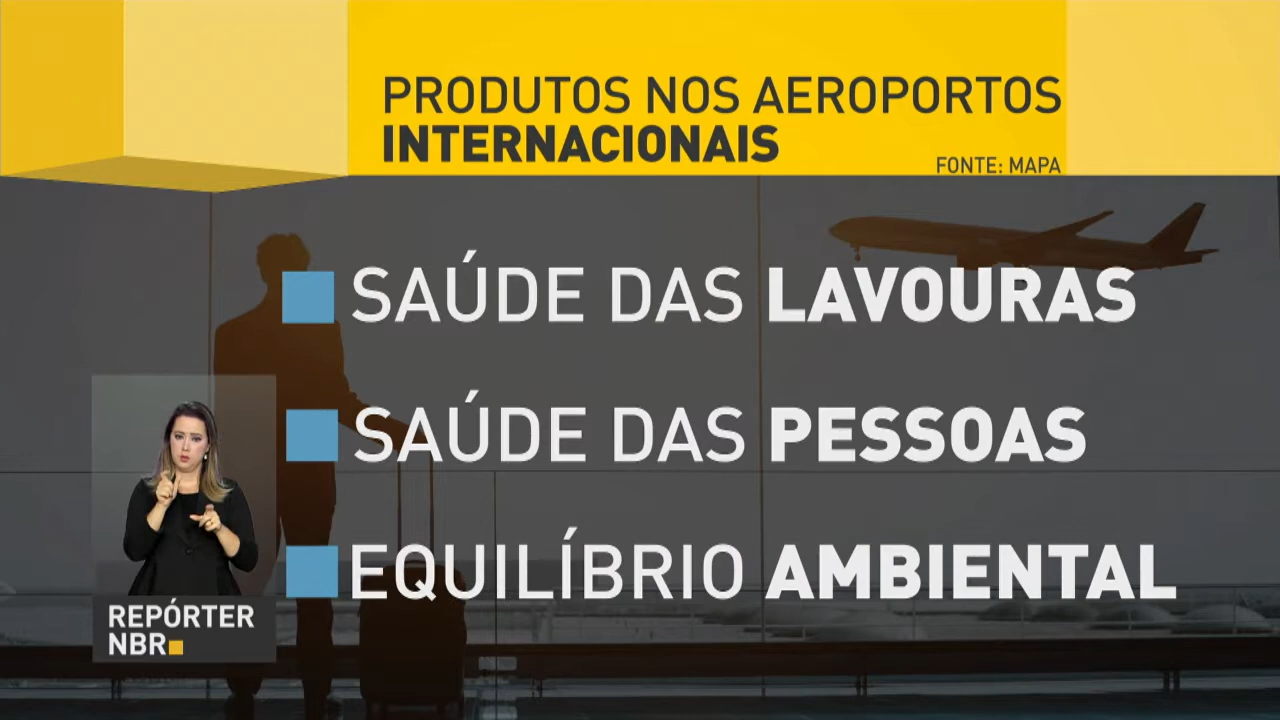 PRODUTOS NOS AEROPORTOS
INTERNACIONAIS
FONTE: MAPA
SAÚDE DAS LAVOURAS
SAÚDE DAS PESSOAS
EQUILÍBRIO AMBIENTAL
REPÓRTER
NBR